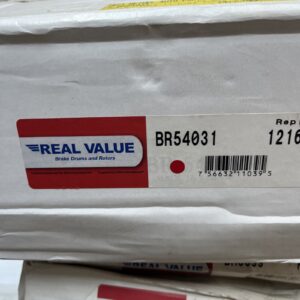 Rep
REAL VALUE
Brake Drums and Rotors
BR54031
1216
7 56632 11039 5